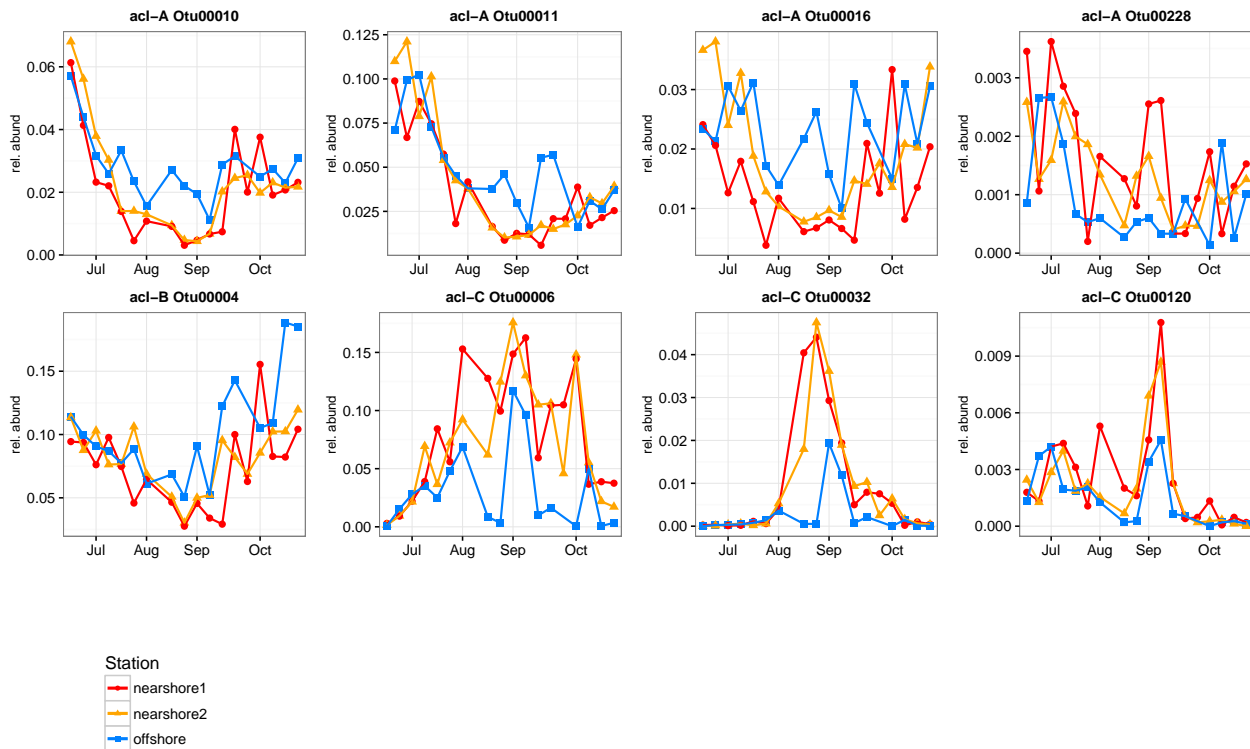 acI−A Otu00010
acI−A Otu00011
acI−A Otu00016
acI−A Otu00228
rel. abund
0.06
0.04
0.02
0.00
Jul Aug Sep Oct
rel. abund
0.125
0.100
0.075
0.050
0.025
Jul Aug Sep Oct
rel. abund
0.03
0.02
0.01
Jul Aug Sep Oct
rel. abund
0.003
0.002
0.001
0.000
Jul Aug Sep Oct
acI−B Otu00004
acI−C Otu00006
acI−C Otu00032
acI−C Otu00120
rel. abund
0.15
0.10
0.05
Jul Aug Sep Oct
rel. abund
0.15
0.10
0.05
0.00
Jul Aug Sep Oct
rel. abund
0.04
0.03
0.02
0.01
0.00
Jul Aug Sep Oct
rel. abund
0.009
0.006
0.003
0.000
Jul Aug Sep Oct
Station
nearshore1
nearshore2
offshore